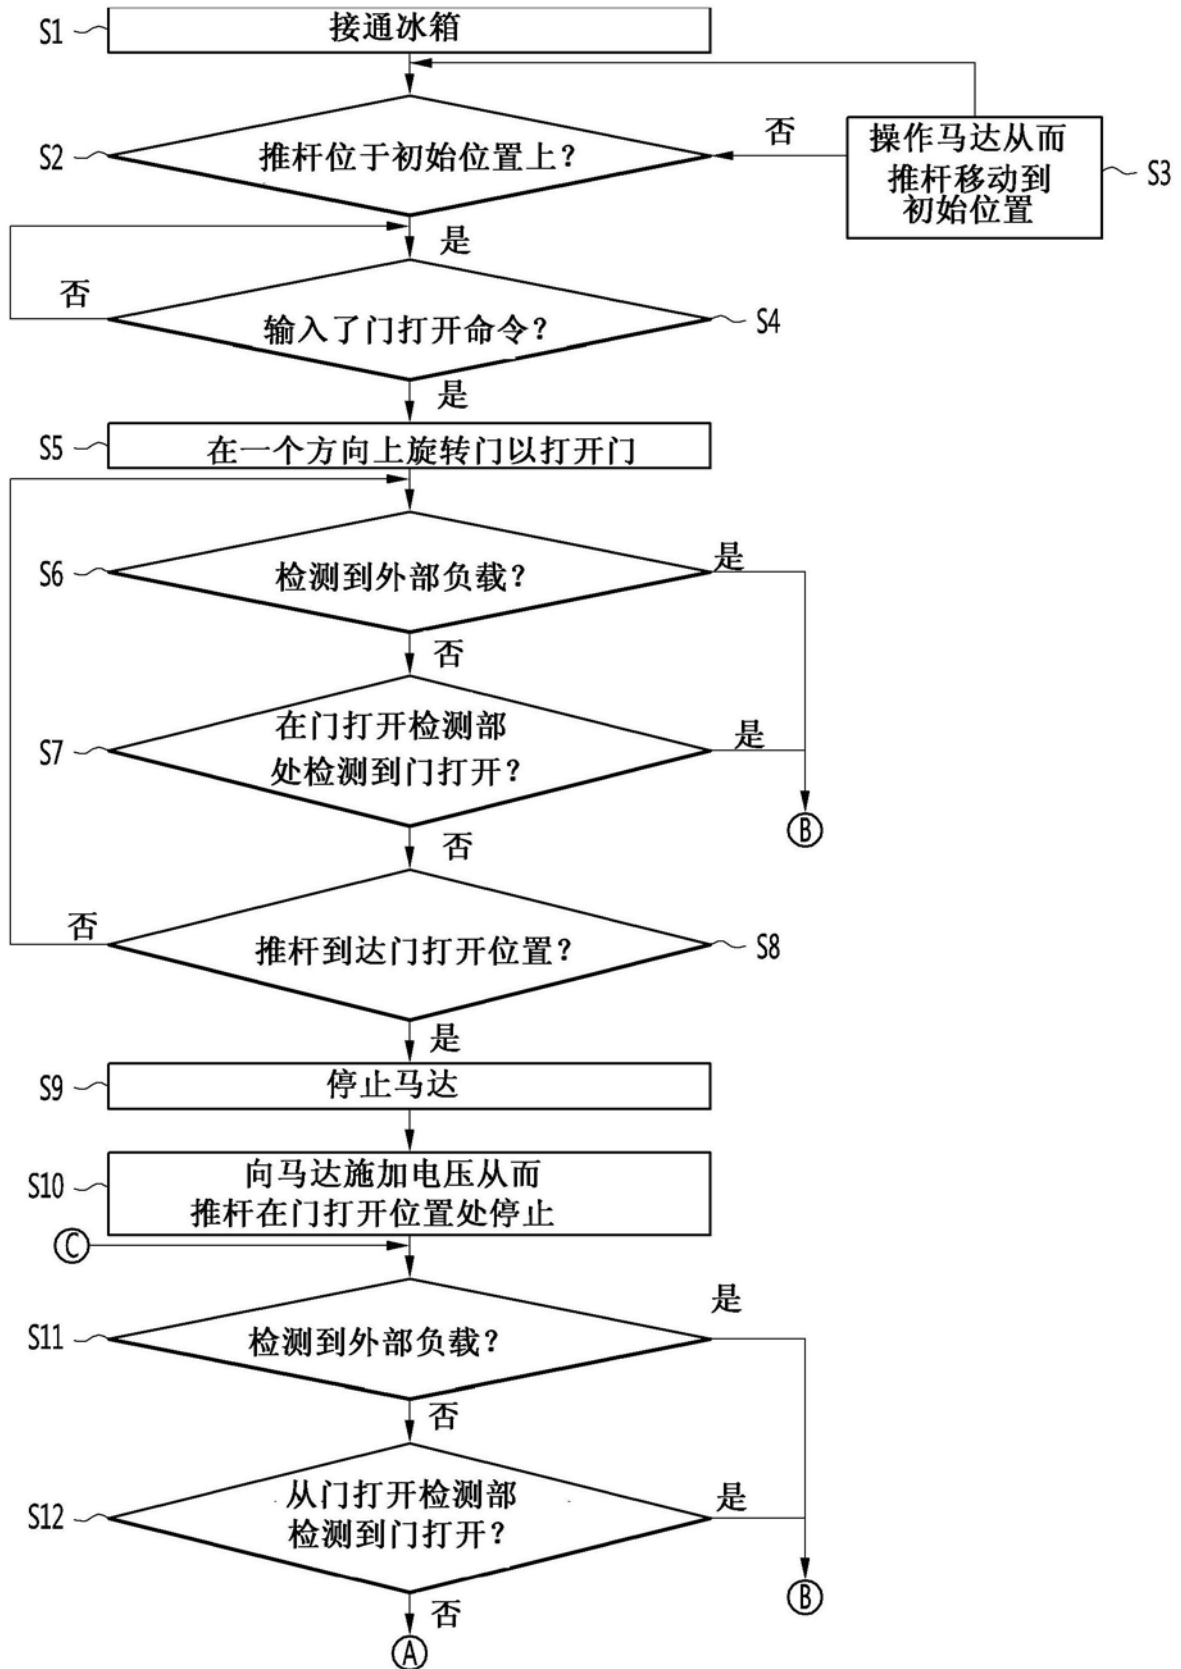 S1
接通冰箱
S2
推杆位于初始位置上？
否
操作马达从而
推杆移动到
初始位置
S3
是
否
输入了门打开命令？
S4
是
S5
在一个方向上旋转门以打开门
S6
检测到外部负载？
是
否
S7
在门打开检测部
处检测到门打开？
是
B
否
否
推杆到达门打开位置？
S8
是
S9
停止马达
S10
向马达施加电压从而
推杆在门打开位置处停止
C
S11
检测到外部负载？
是
否
S12
从门打开检测部
检测到门打开？
是
B
否
A